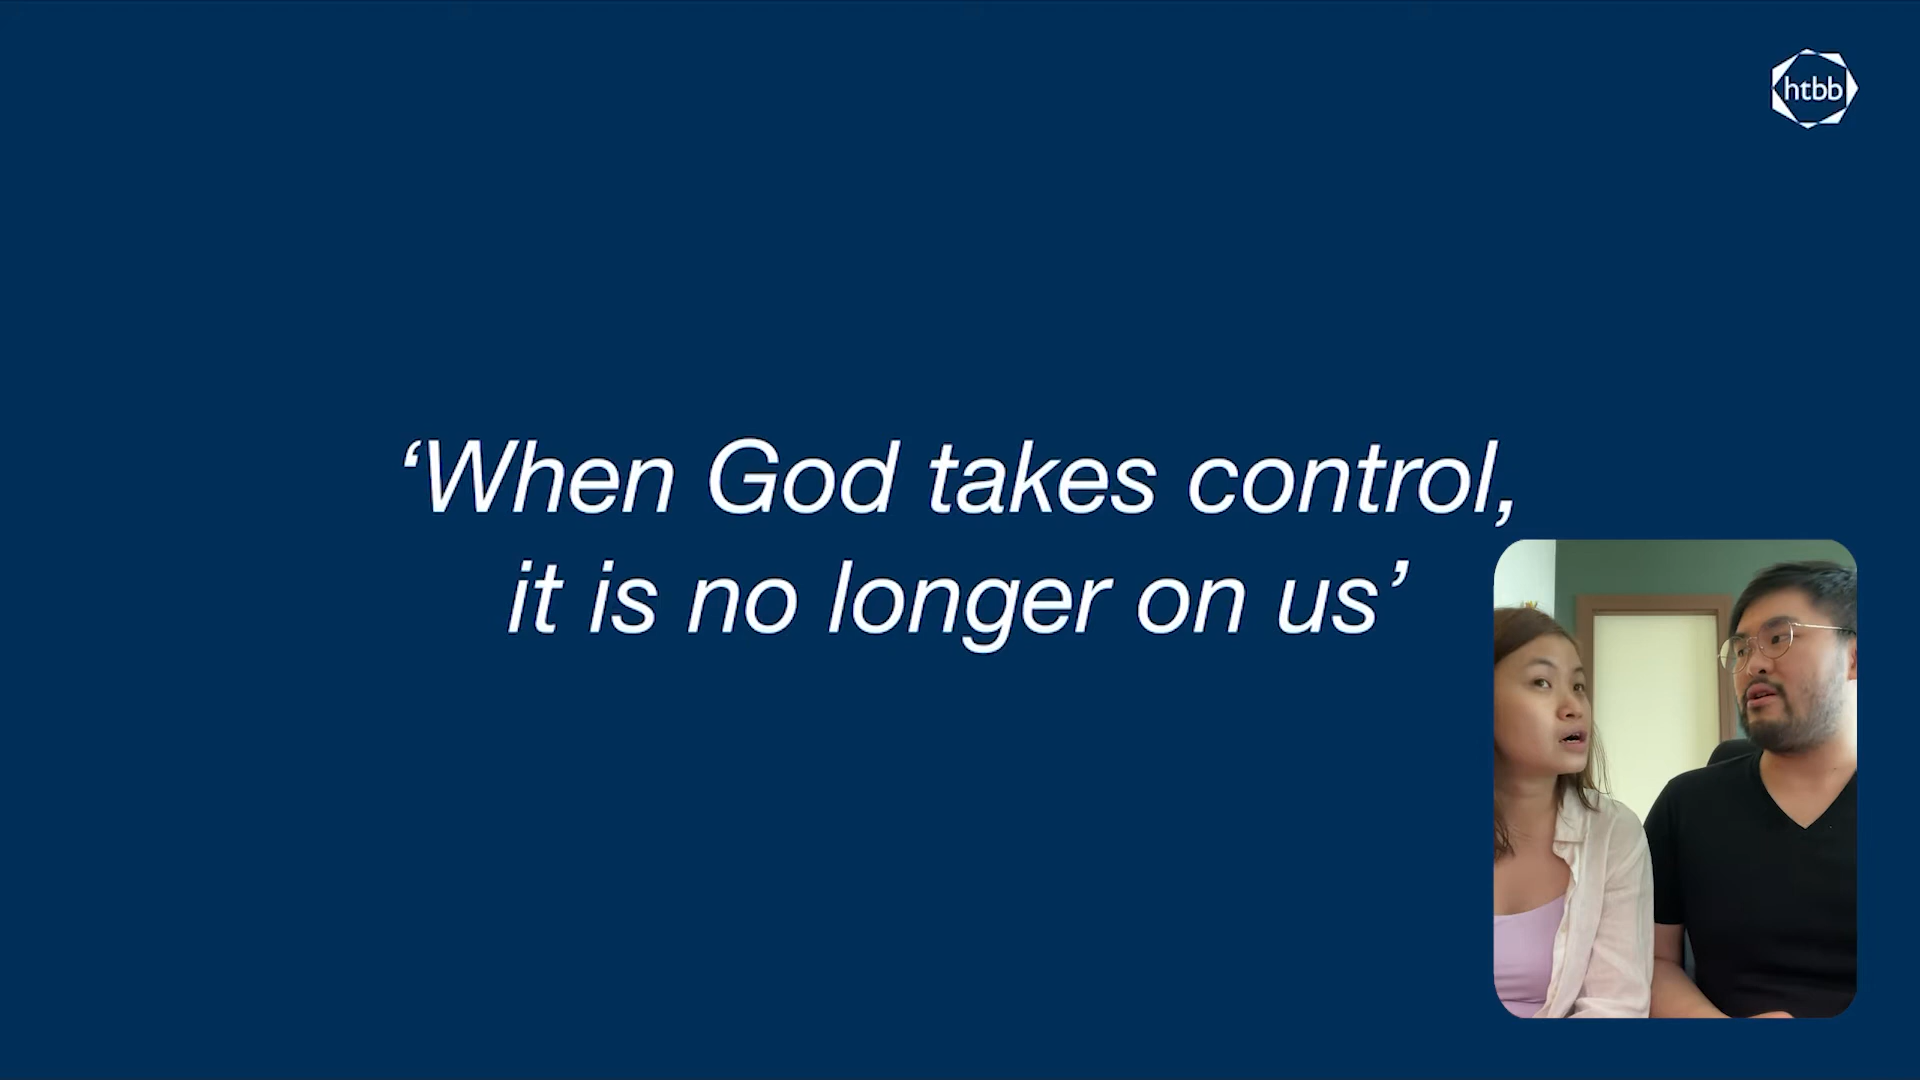 htbb
‘When God takes control,
it is no longer on us’